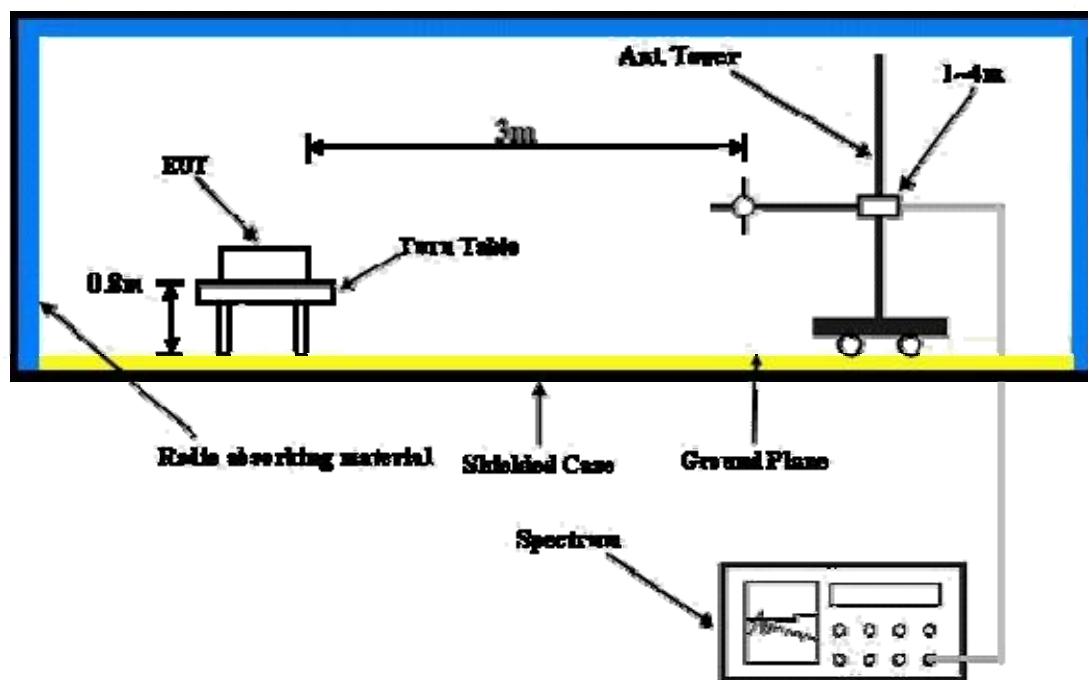 Ant. Tower
1~4m
3m
EUT
Turn Table
0.8m
Radio absorbing material
Shielded Case
Ground Plane
Spectrum